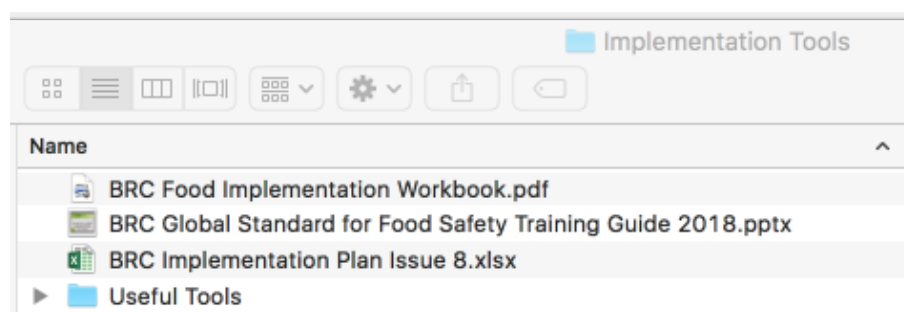 Implementation Tools
Name
BRC Food Implementation Workbook.pdf
BRC Global Standard for Food Safety Training Guide 2018.pptx
BRC Implementation Plan Issue 8.xlsx
Useful Tools